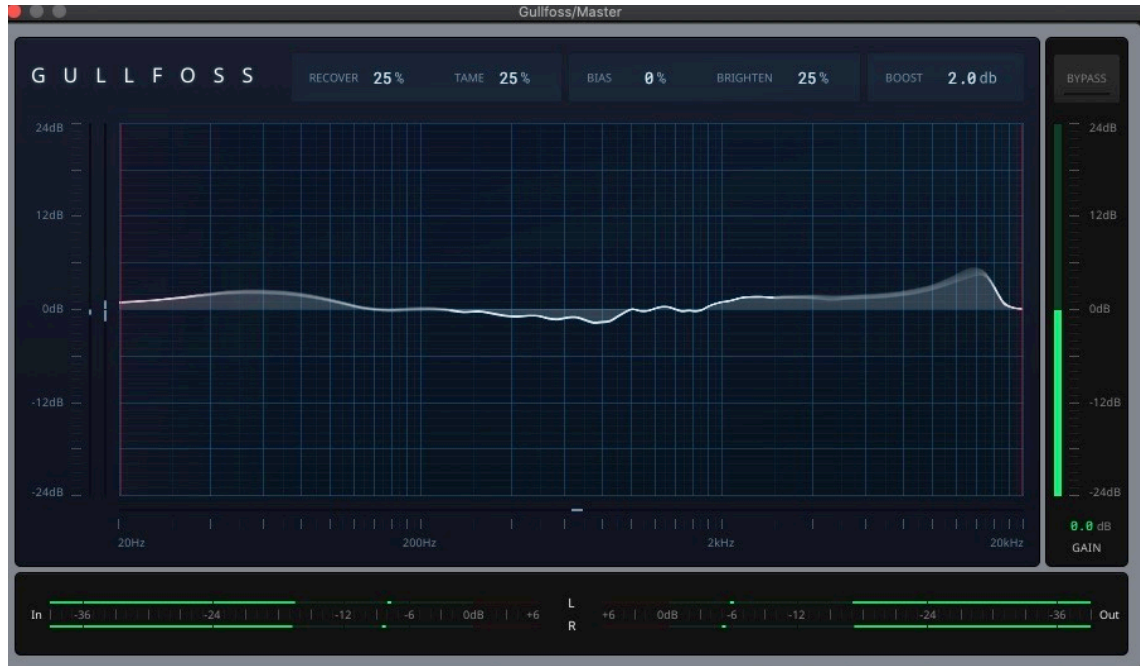 Gullfoss/Master
GULLFOSS RECOVER 25% TAME 25% BIAS 0% BRIGHTEN 25% BOOST 2.0db BYPASS
24dB 24dB
12dB 12dB
0dB 0dB
-12dB -12dB
-24dB -24dB
20Hz 200Hz 2kHz 20kHz
0.0 dB
GAIN
In -36 -24 -12 -6 0dB +6 L +6 0dB -6 -12 -24 -36 Out
R